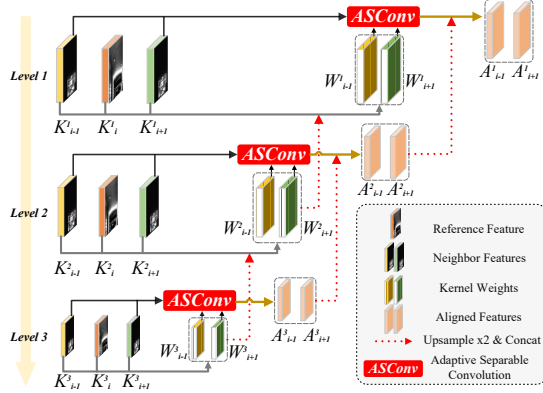 Level 1
ASConv
K¹ᵢ₋₁ K¹ᵢ K¹ᵢ₊₁
W¹ᵢ₋₁ W¹ᵢ₊₁
A¹ᵢ₋₁ A¹ᵢ₊₁
Level 2
ASConv
K²ᵢ₋₁ K²ᵢ K²ᵢ₊₁
W²ᵢ₋₁ W²ᵢ₊₁
A²ᵢ₋₁ A²ᵢ₊₁
Level 3
ASConv
K³ᵢ₋₁ K³ᵢ K³ᵢ₊₁
W³ᵢ₋₁ W³ᵢ₊₁
A³ᵢ₋₁ A³ᵢ₊₁
Reference Feature
Neighbor Features
Kernel Weights
Aligned Features
Upsample x2 & Concat
ASConv
Adaptive Separable
Convolution